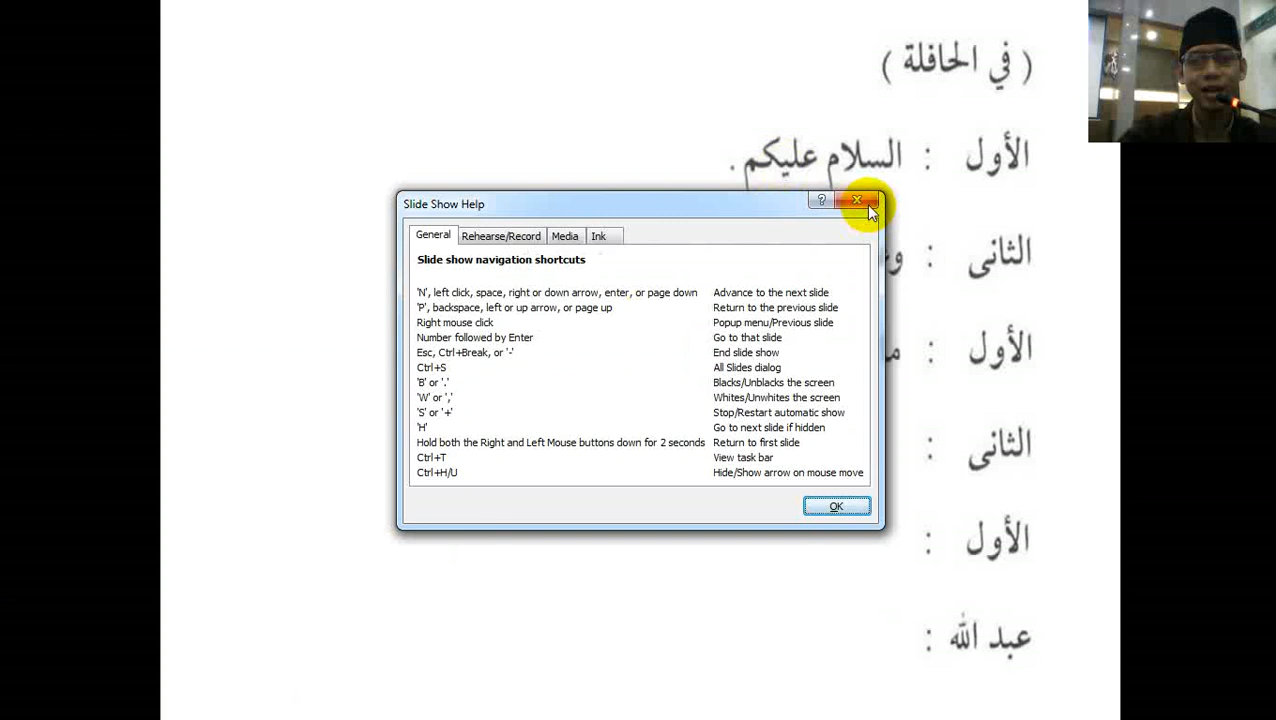 ( في الحافلة )
الأول : السلام عليكم .
Slide Show Help
General Rehearse/Record Media Ink
Slide show navigation shortcuts
'N', left click, space, right or down arrow, enter, or page down Advance to the next slide
'P', backspace, left or up arrow, or page up Return to the previous slide
Right mouse click Popup menu/Previous slide
Number followed by Enter Go to that slide
Esc, Ctrl+Break, or '-' End slide show
Ctrl+S All Slides dialog
'B' or '.' Blacks/Unblacks the screen
'W' or ',' Whites/Unwhites the screen
'S' or '+' Stop/Restart automatic show
'H' Go to next slide if hidden
Hold both the Right and Left Mouse buttons down for 2 seconds Return to first slide
Ctrl+T View task bar
Ctrl+H/U Hide/Show arrow on mouse move
OK
الثانى :
الأول :
الثانى :
الأول :
عبد الله :